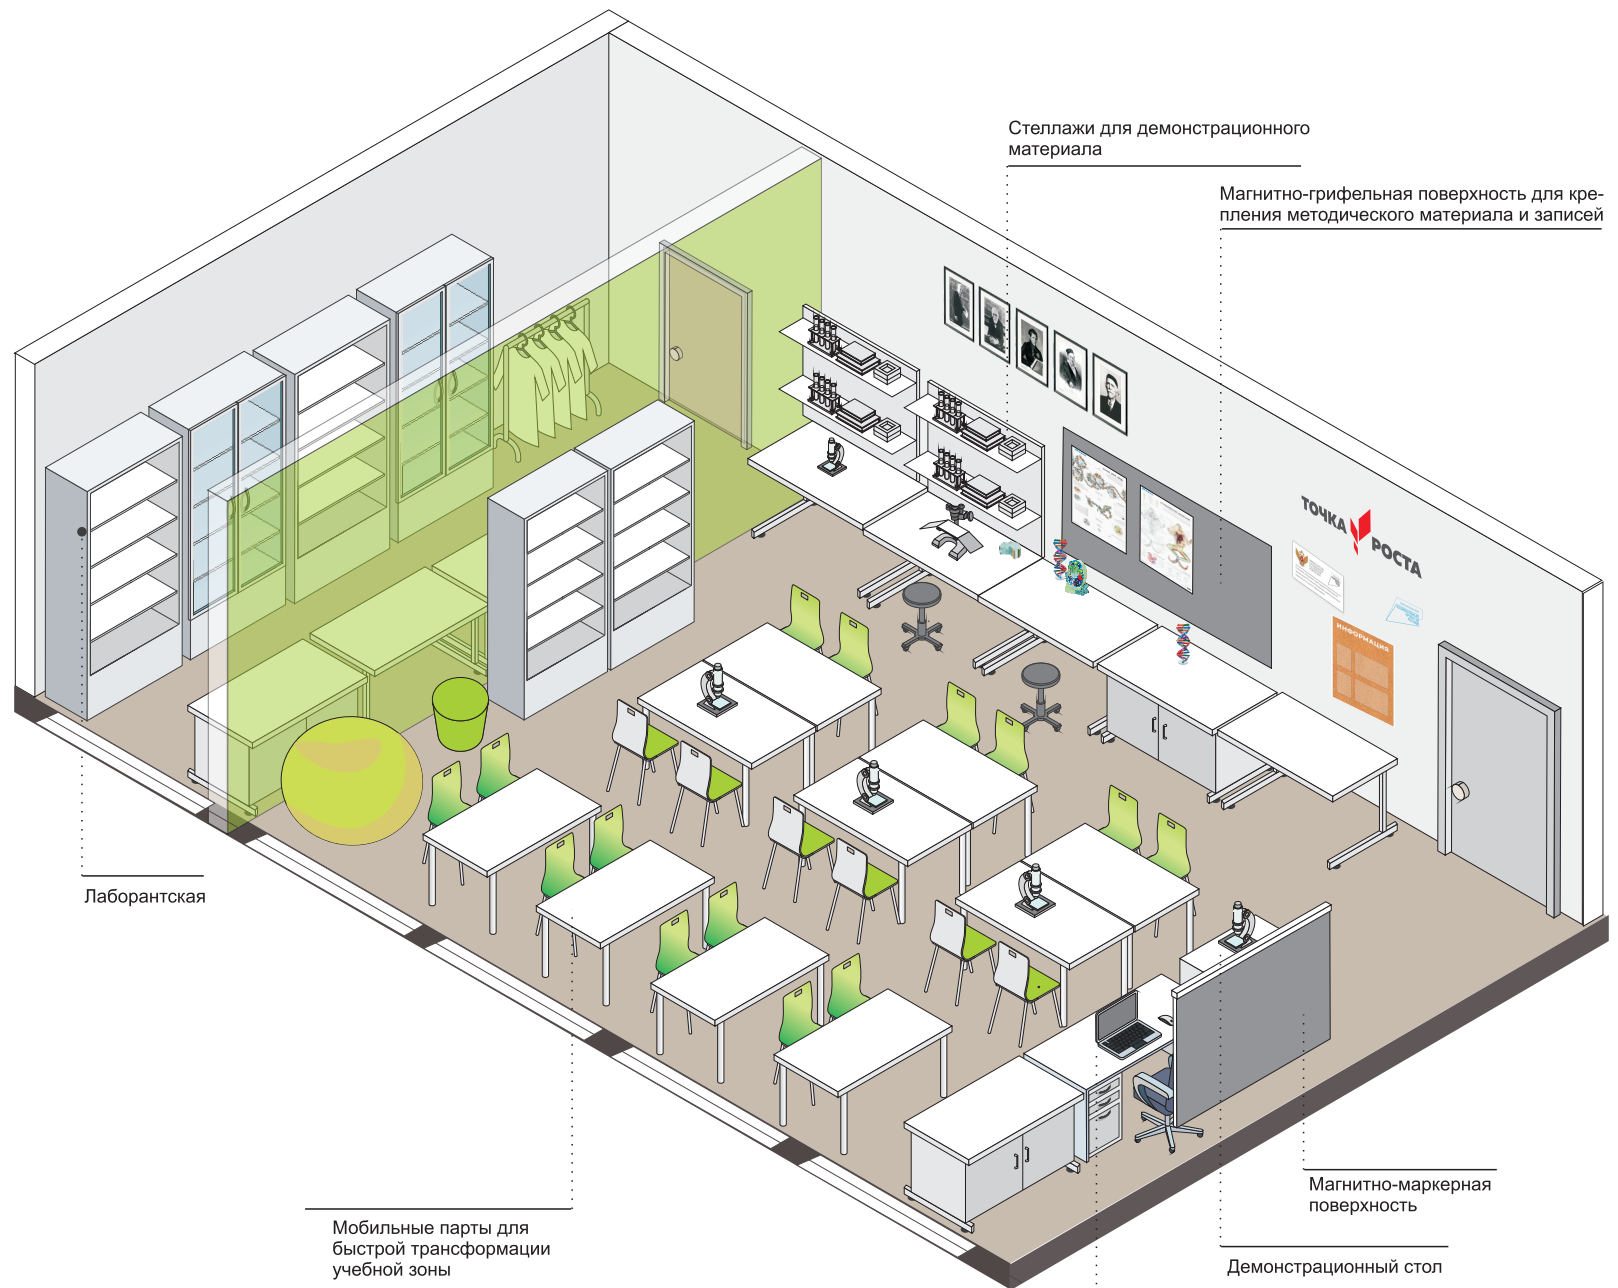 Стеллажи для демонстрационного
материала
Магнитно-грифельная поверхность для кре-
пления методического материала и записей
ТОЧКА
РОСТА
ИНФОРМАЦИЯ
Лаборантская
Мобильные парты для
быстрой трансформации
учебной зоны
Магнитно-маркерная
поверхность
Демонстрационный стол